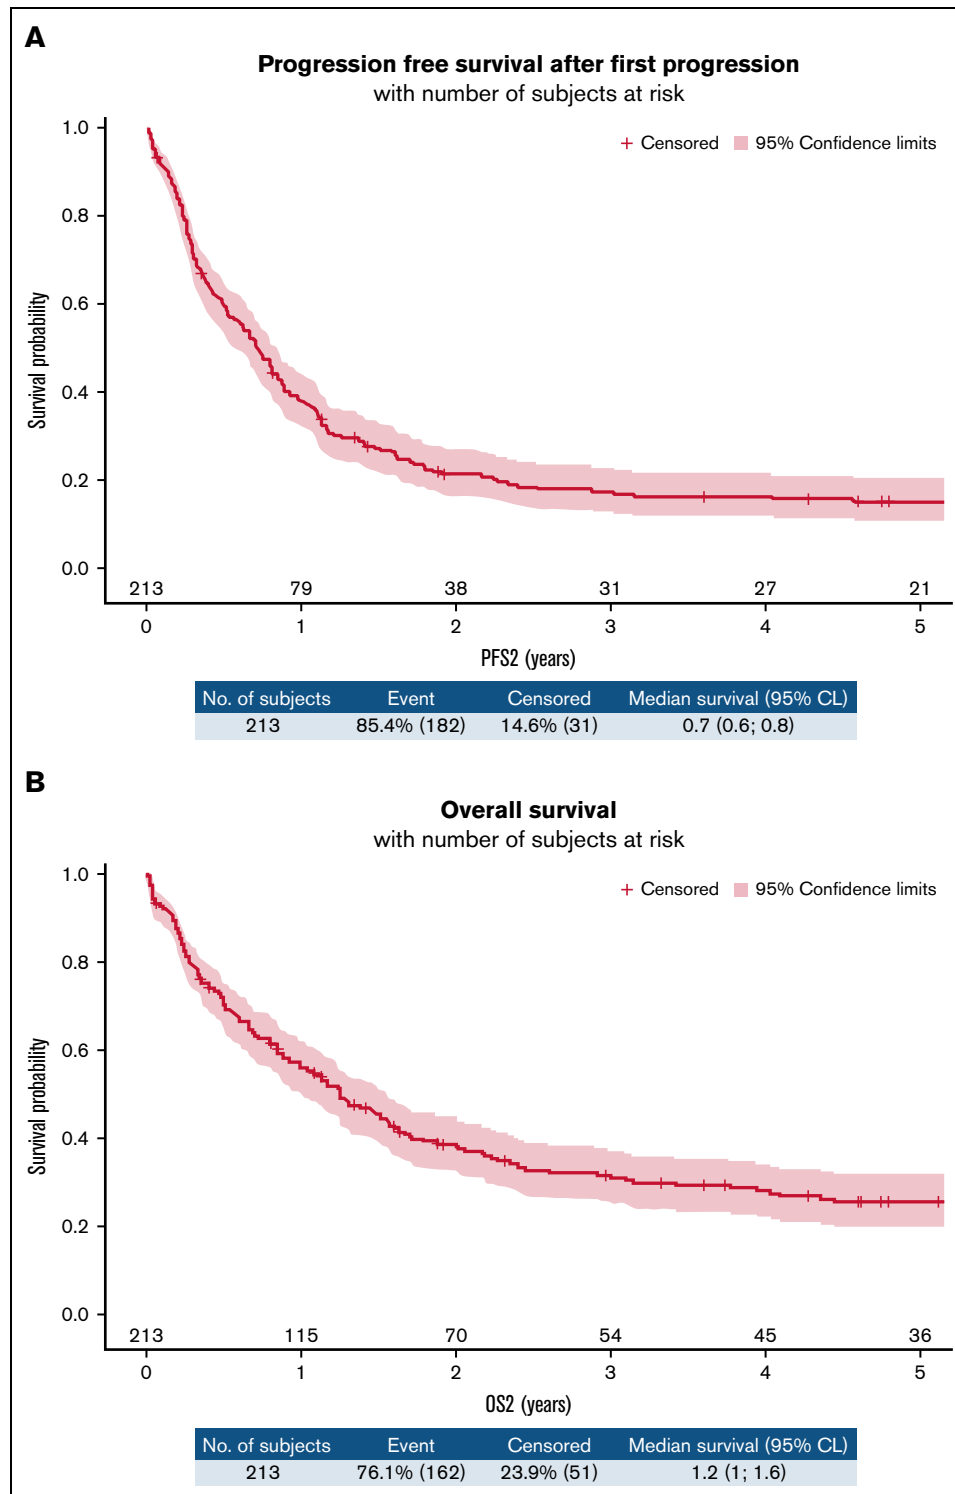 A
Progression free survival after first progression
with number of subjects at risk
Censored 95% Confidence limits
1.0
0.8
0.6
0.4
0.2
0.0
Survival probability
213 79 38 31 27 21
0 1 2 3 4 5
PFS2 (years)
No. of subjects Event Censored Median survival (95% CL)
213 85.4% (182) 14.6% (31) 0.7 (0.6; 0.8)
B
Overall survival
with number of subjects at risk
Censored 95% Confidence limits
1.0
0.8
0.6
0.4
0.2
0.0
Survival probability
213 115 70 54 45 36
0 1 2 3 4 5
OS2 (years)
No. of subjects Event Censored Median survival (95% CL)
213 76.1% (162) 23.9% (51) 1.2 (1; 1.6)